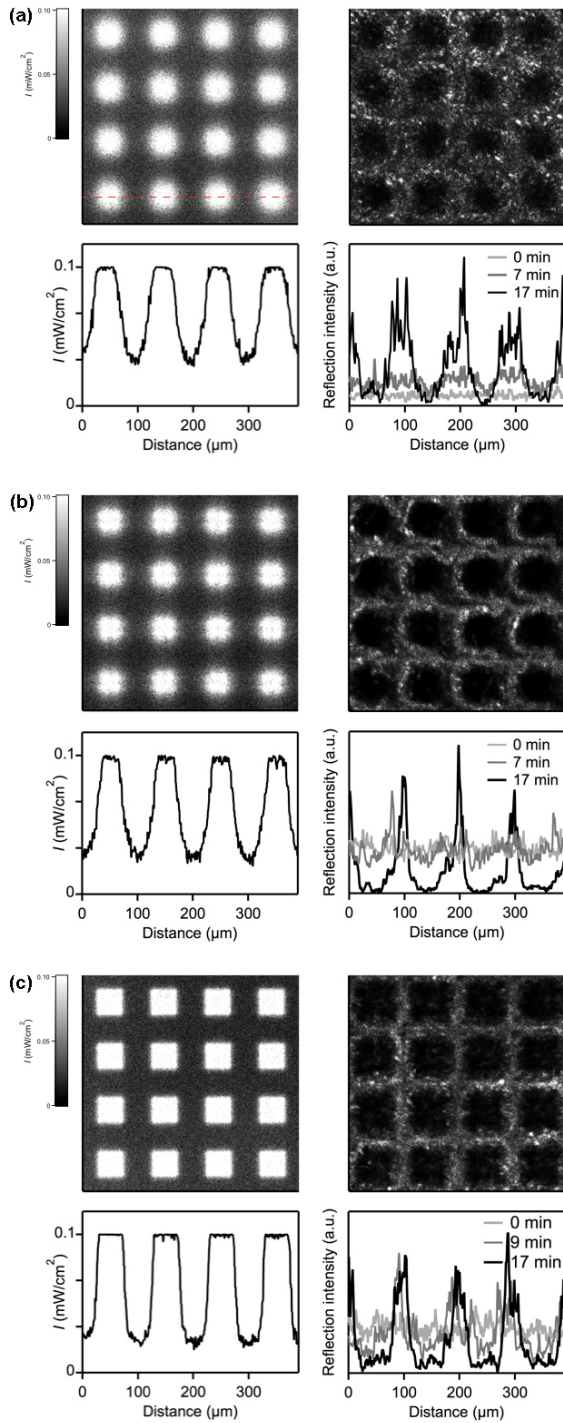 (a)
0.10
0.05
0
I (mW/cm²)
0.1
0
I (mW/cm²)
0 100 200 300
Distance (µm)
Reflection intensity (a.u.)
0 min
7 min
17 min
0 100 200 300
Distance (µm)
(b)
0.10
0.05
0
I (mW/cm²)
0.1
0
I (mW/cm²)
0 100 200 300
Distance (µm)
Reflection intensity (a.u.)
0 min
7 min
17 min
0 100 200 300
Distance (µm)
(c)
0.10
0.05
0
I (mW/cm²)
0.1
0
I (mW/cm²)
0 100 200 300
Distance (µm)
Reflection intensity (a.u.)
0 min
9 min
17 min
0 100 200 300
Distance (µm)